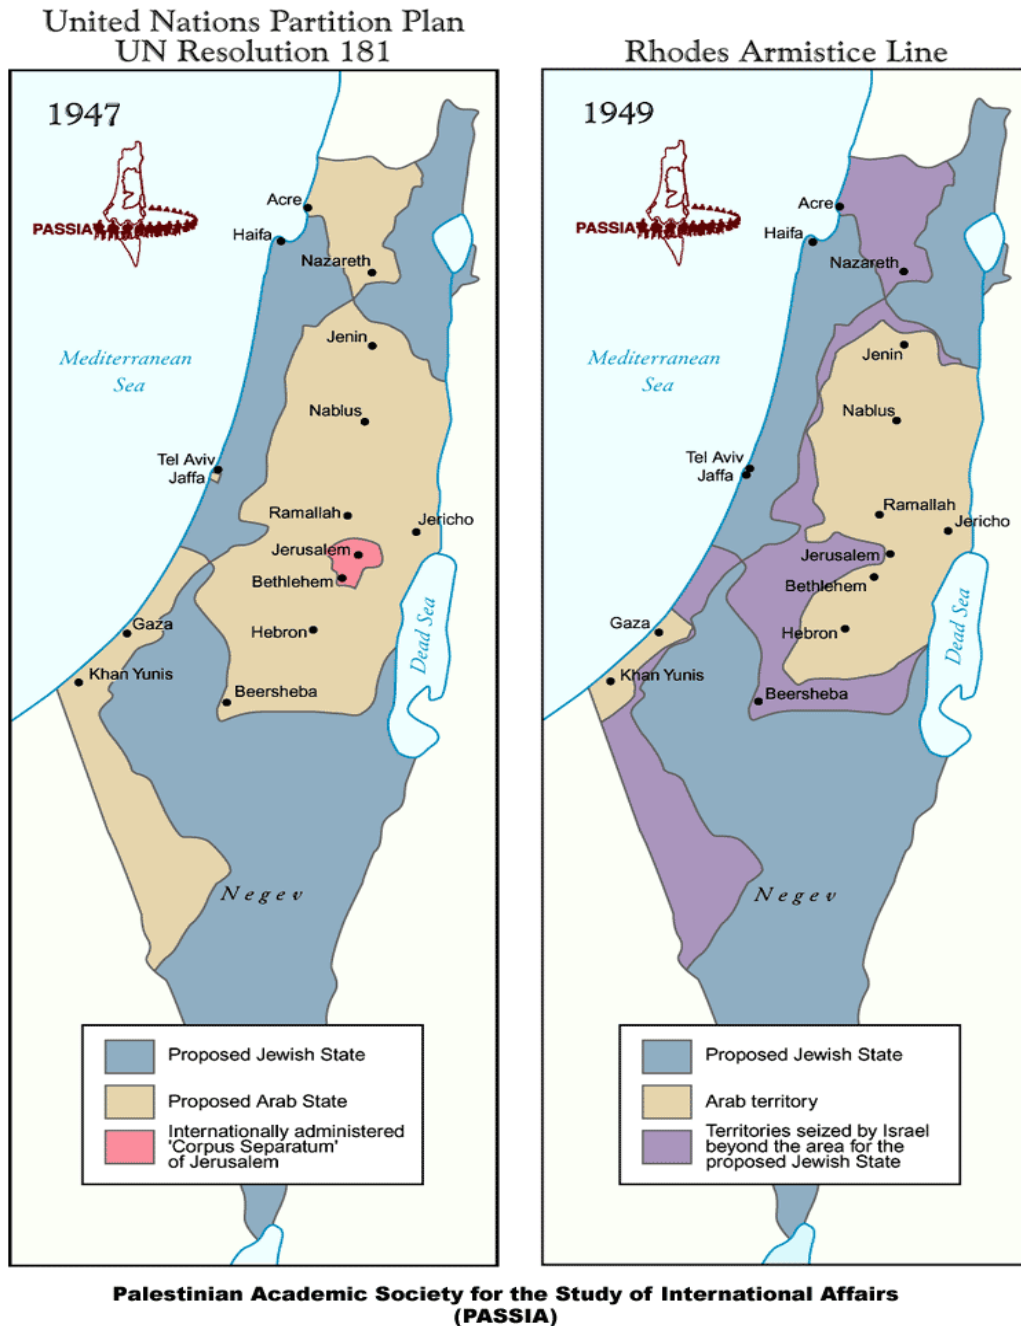 United Nations Partition Plan
UN Resolution 181
1947
PASSIA
Acre
Haifa
Nazareth
Jenin
Mediterranean
Sea
Nablus
Tel Aviv
Jaffa
Ramallah
Jericho
Jerusalem
Bethlehem
Gaza
Hebron
Dead Sea
Khan Yunis
Beersheba
Negev
Proposed Jewish State
Proposed Arab State
Internationally administered
'Corpus Separatum'
of Jerusalem
Rhodes Armistice Line
1949
PASSIA
Acre
Haifa
Nazareth
Jenin
Mediterranean
Sea
Nablus
Tel Aviv
Jaffa
Ramallah
Jericho
Jerusalem
Bethlehem
Gaza
Hebron
Dead Sea
Khan Yunis
Beersheba
Negev
Proposed Jewish State
Arab territory
Territories seized by Israel
beyond the area for the
proposed Jewish State
Palestinian Academic Society for the Study of International Affairs
(PASSIA)